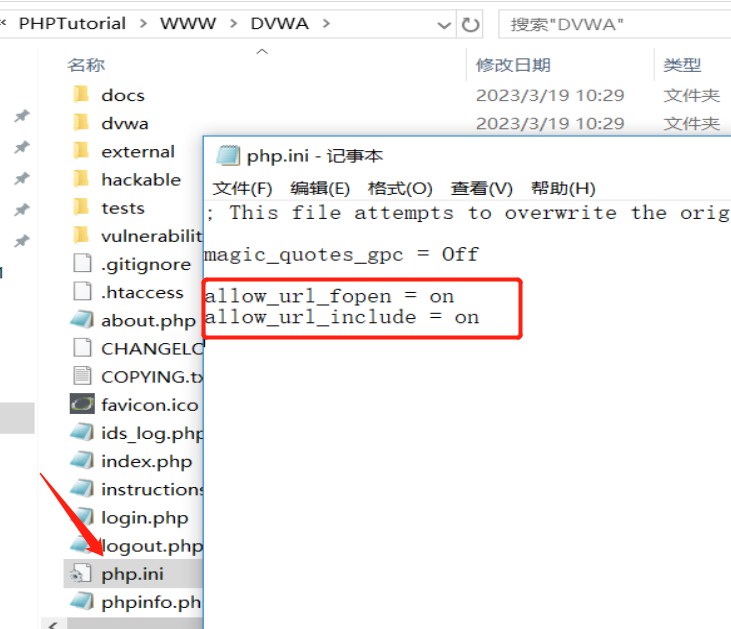 « PHPTutorial > WWW > DVWA >
搜索"DVWA"
名称
修改日期
类型
docs
2023/3/19 10:29
文件夹
dvwa
2023/3/19 10:29
文件夹
external
hackable
tests
vulnerabilit
.gitignore
.htaccess
about.php
CHANGELO
COPYING.tx
favicon.ico
ids_log.php
index.php
instructions
login.php
logout.php
php.ini
phpinfo.ph
php.ini - 记事本
文件(F) 编辑(E) 格式(O) 查看(V) 帮助(H)
; This file attempts to overwrite the orig
magic_quotes_gpc = Off
allow_url_fopen = on
allow_url_include = on